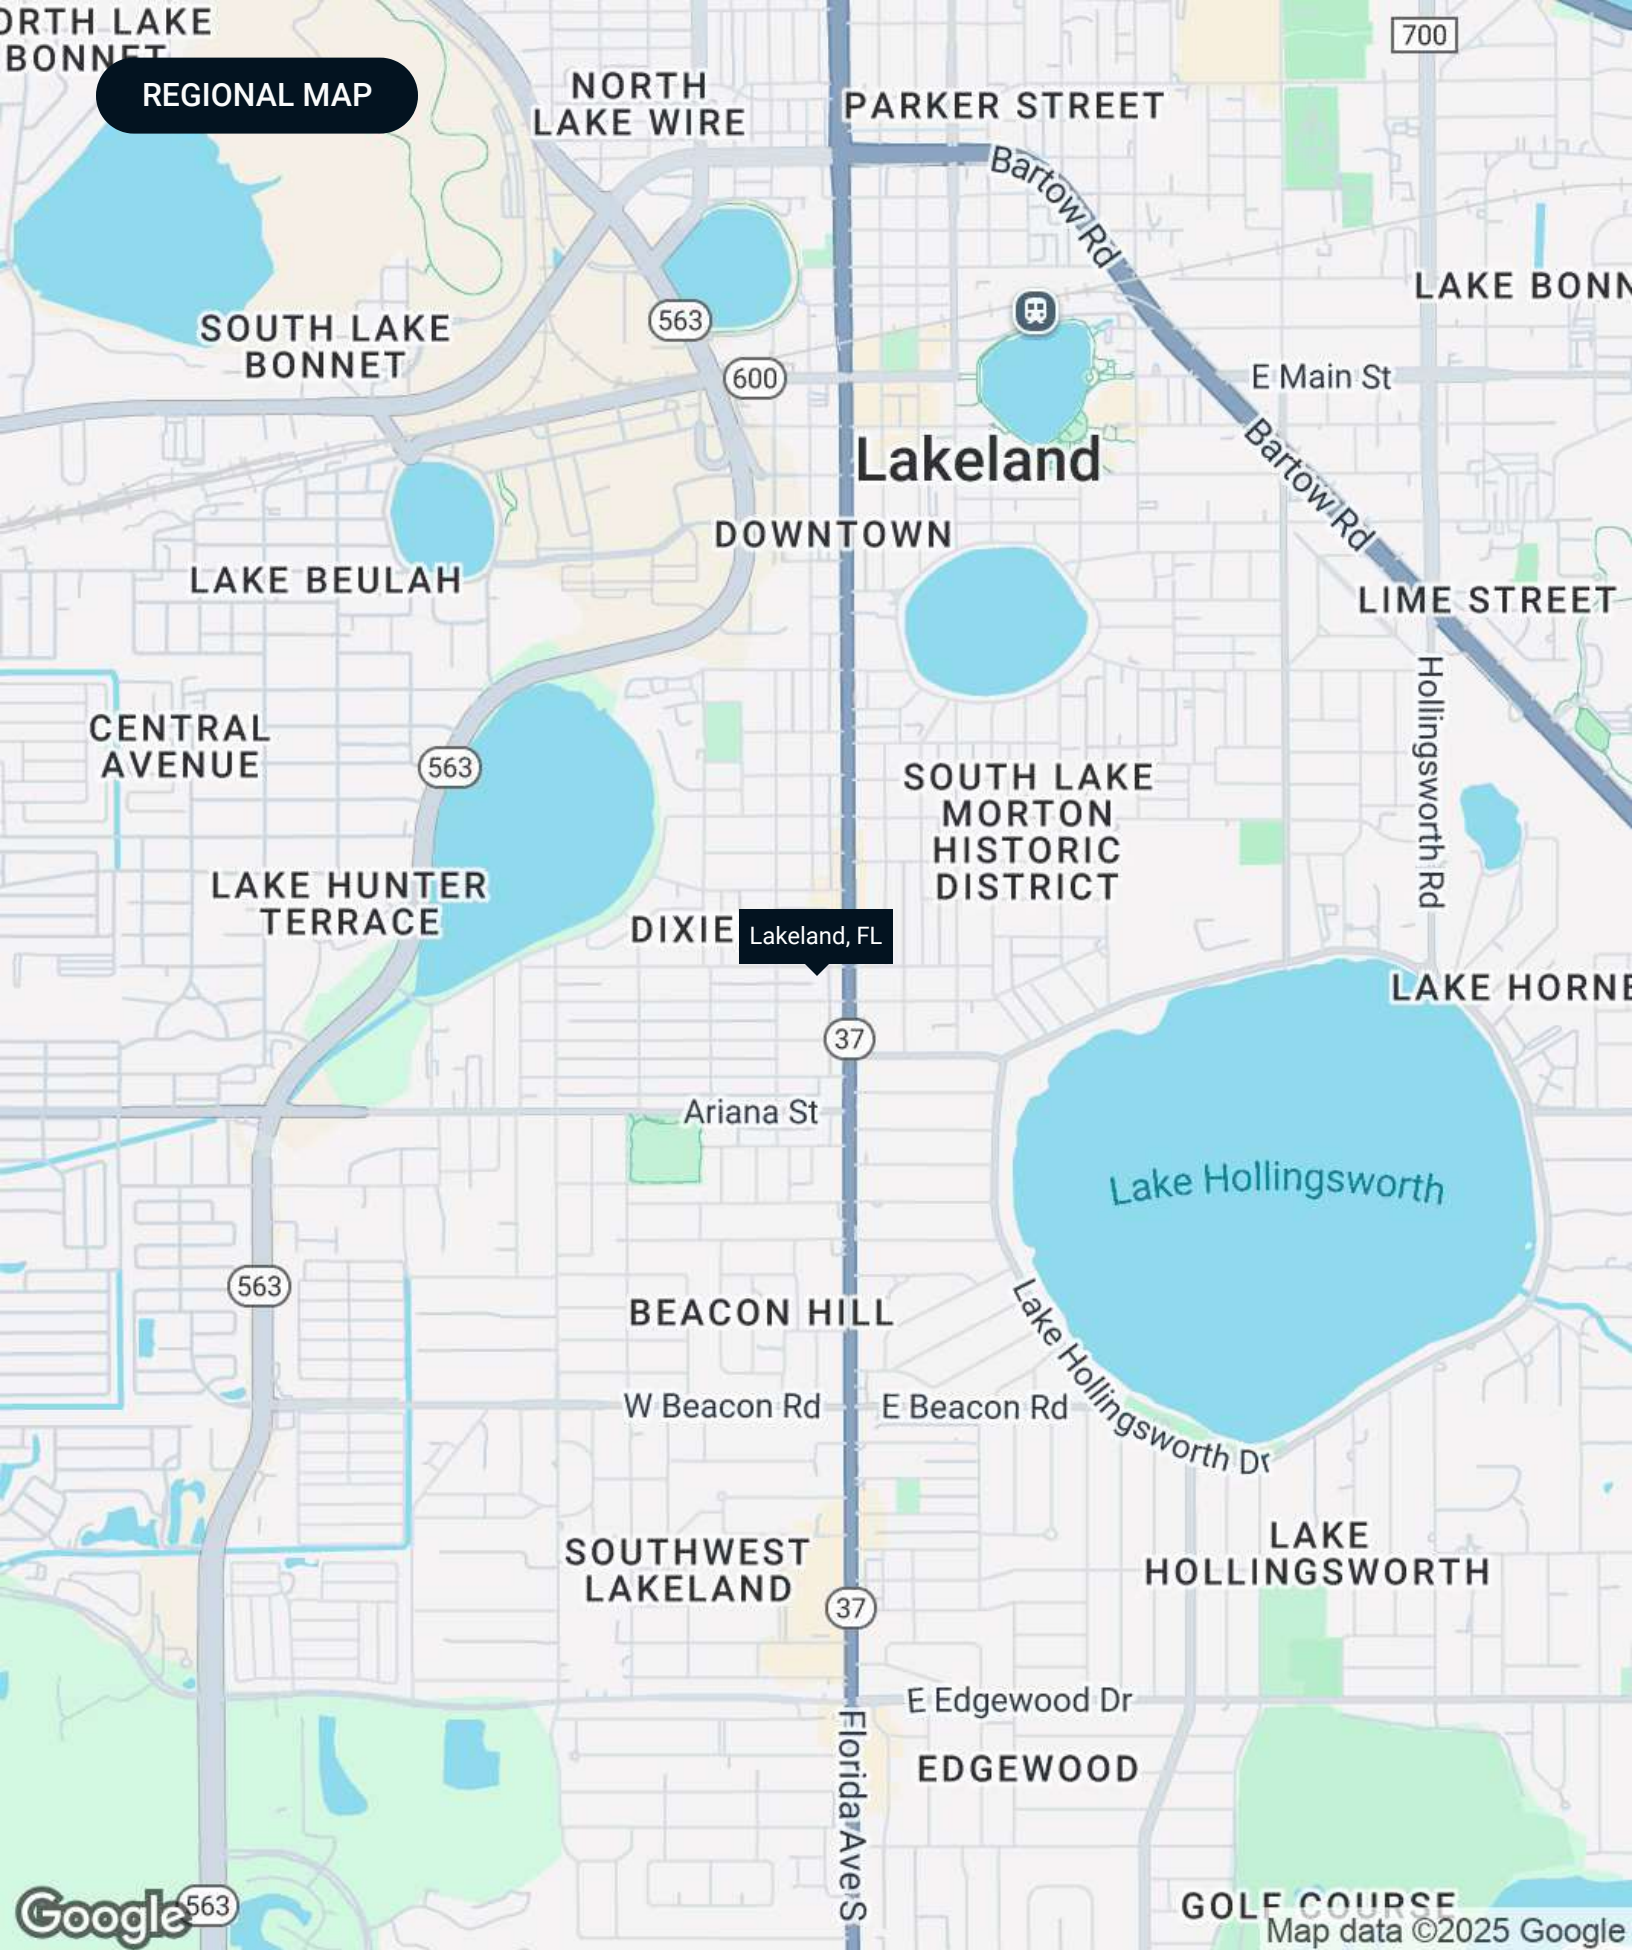 ORTH LAKE
BONNET
REGIONAL MAP
700
NORTH
LAKE WIRE
PARKER STREET
Bartow Rd
LAKE BONN
SOUTH LAKE
BONNET
563
600
E Main St
Lakeland
Bartow Rd
DOWNTOWN
LAKE BEULAH
LIME STREET
Hollingsworth Rd
CENTRAL
AVENUE
563
SOUTH LAKE
MORTON
HISTORIC
DISTRICT
LAKE HUNTER
TERRACE
DIXIE
Lakeland, FL
LAKE HORNE
37
Ariana St
Lake Hollingsworth
563
BEACON HILL
Lake Hollingsworth Dr
W Beacon Rd
E Beacon Rd
SOUTHWEST
LAKELAND
LAKE
HOLLINGSWORTH
37
E Edgewood Dr
Florida Ave S
EDGEWOOD
563
GOLF COURSE
Google
Map data ©2025 Google